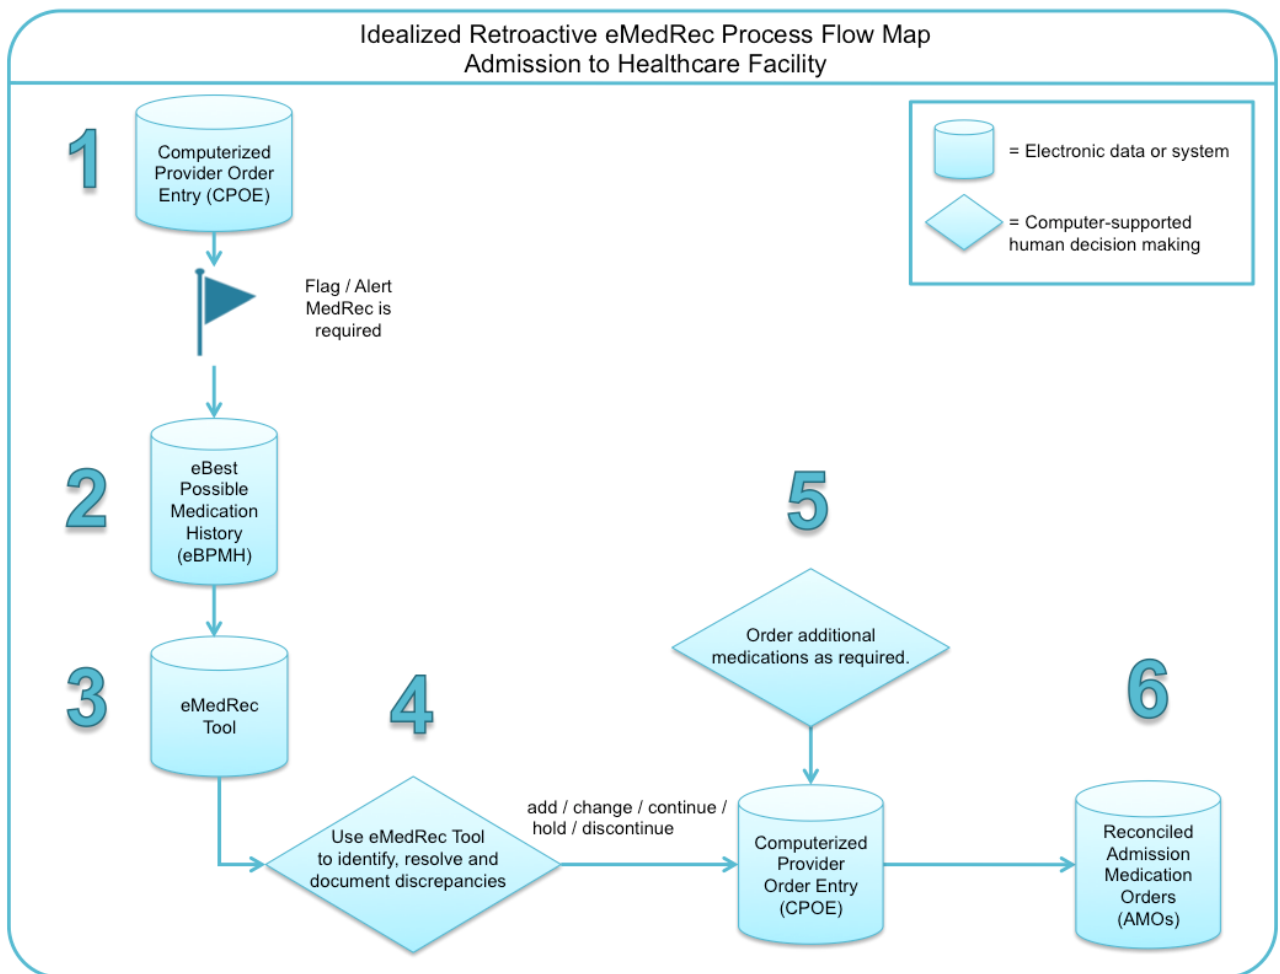 Idealized Retroactive eMedRec Process Flow Map
Admission to Healthcare Facility
= Electronic data or system
= Computer-supported
human decision making
1
Computerized
Provider Order
Entry (CPOE)
Flag / Alert
MedRec is
required
2
eBest
Possible
Medication
History
(eBPMH)
3
eMedRec
Tool
4
Use eMedRec Tool
to identify, resolve and
document discrepancies
add / change / continue /
hold / discontinue
5
Order additional
medications as required.
Computerized
Provider
Order Entry
(CPOE)
6
Reconciled
Admission
Medication
Orders
(AMOs)